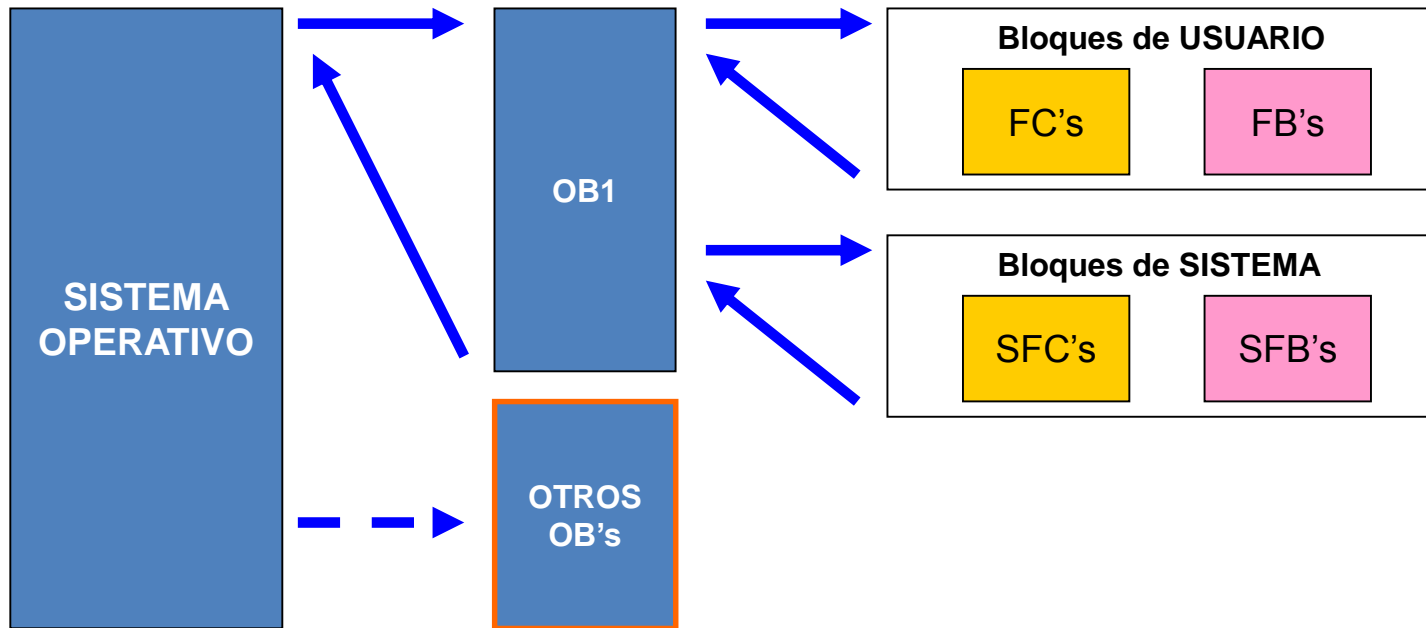 SISTEMA
OPERATIVO
OB1
OTROS
OB's
Bloques de USUARIO
FC's
FB's
Bloques de SISTEMA
SFC's
SFB's